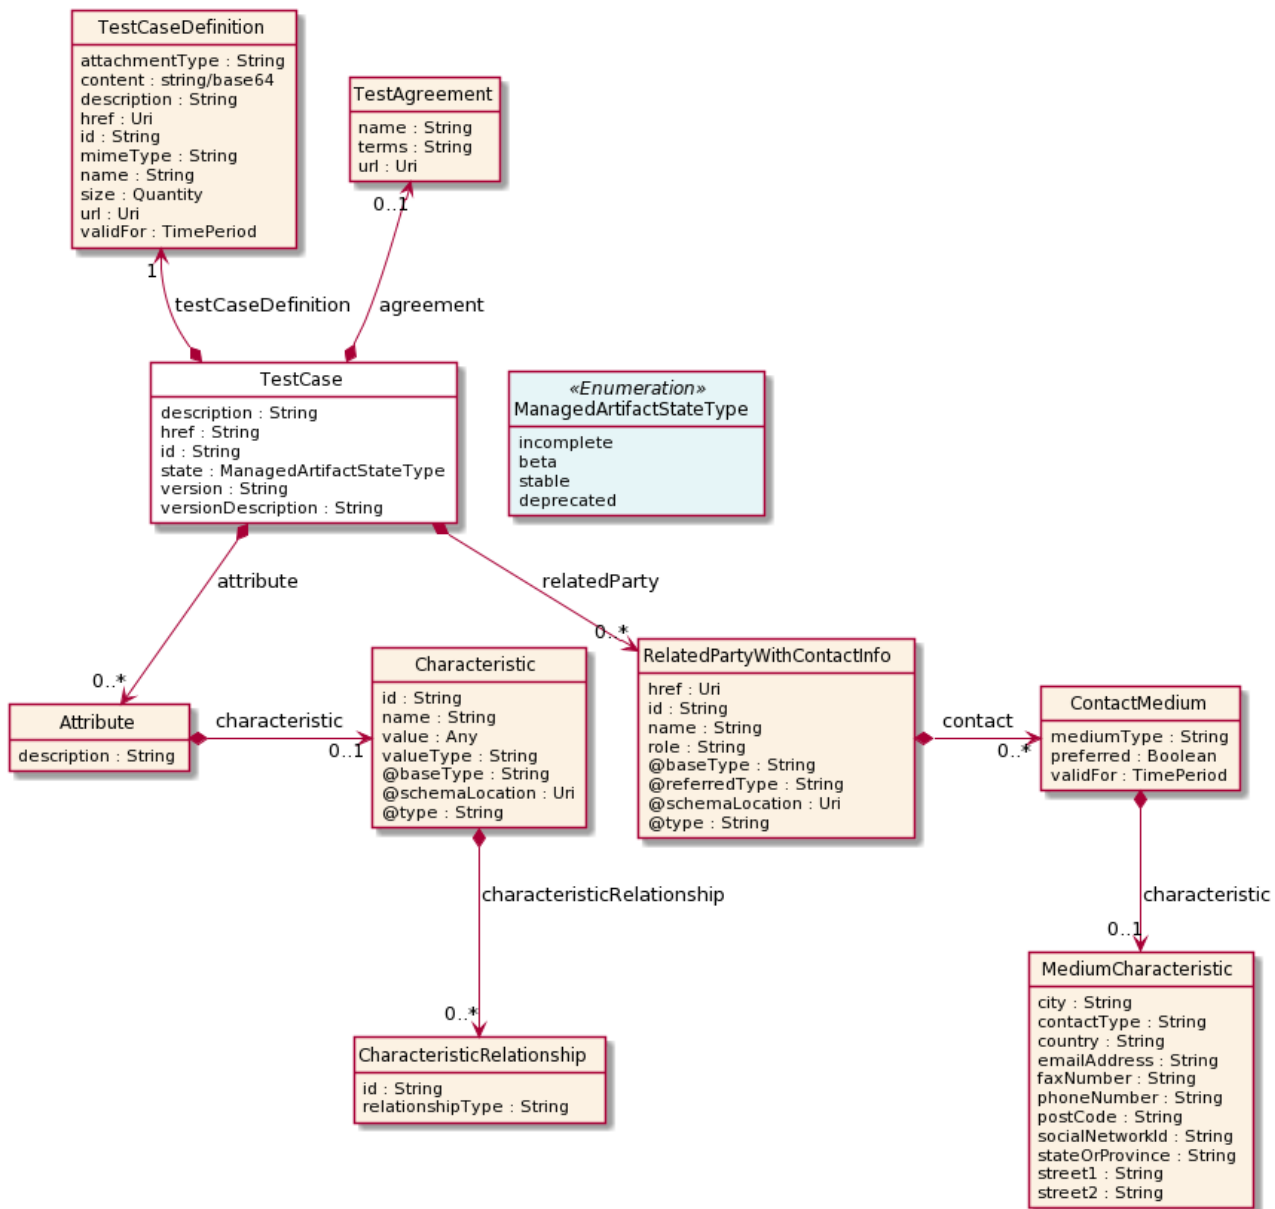 TestCaseDefinition
attachmentType : String
content : string/base64
description : String
href : Uri
id : String
mimeType : String
name : String
size : Quantity
url : Uri
validFor : TimePeriod
TestAgreement
name : String
terms : String
url : Uri
1
testCaseDefinition
0..1
agreement
TestCase
description : String
href : String
id : String
state : ManagedArtifactStateType
version : String
versionDescription : String
«Enumeration»
ManagedArtifactStateType
incomplete
beta
stable
deprecated
attribute
0..*
relatedParty
0..*
Attribute
description : String
characteristic
0..1
Characteristic
id : String
name : String
value : Any
valueType : String
@baseType : String
@schemaLocation : Uri
@type : String
RelatedPartyWithContactInfo
href : Uri
id : String
name : String
role : String
@baseType : String
@referredType : String
@schemaLocation : Uri
@type : String
contact
0..*
ContactMedium
mediumType : String
preferred : Boolean
validFor : TimePeriod
characteristicRelationship
0..*
characteristic
0..1
CharacteristicRelationship
id : String
relationshipType : String
MediumCharacteristic
city : String
contactType : String
country : String
emailAddress : String
faxNumber : String
phoneNumber : String
postCode : String
socialNetworkId : String
stateOrProvince : String
street1 : String
street2 : String